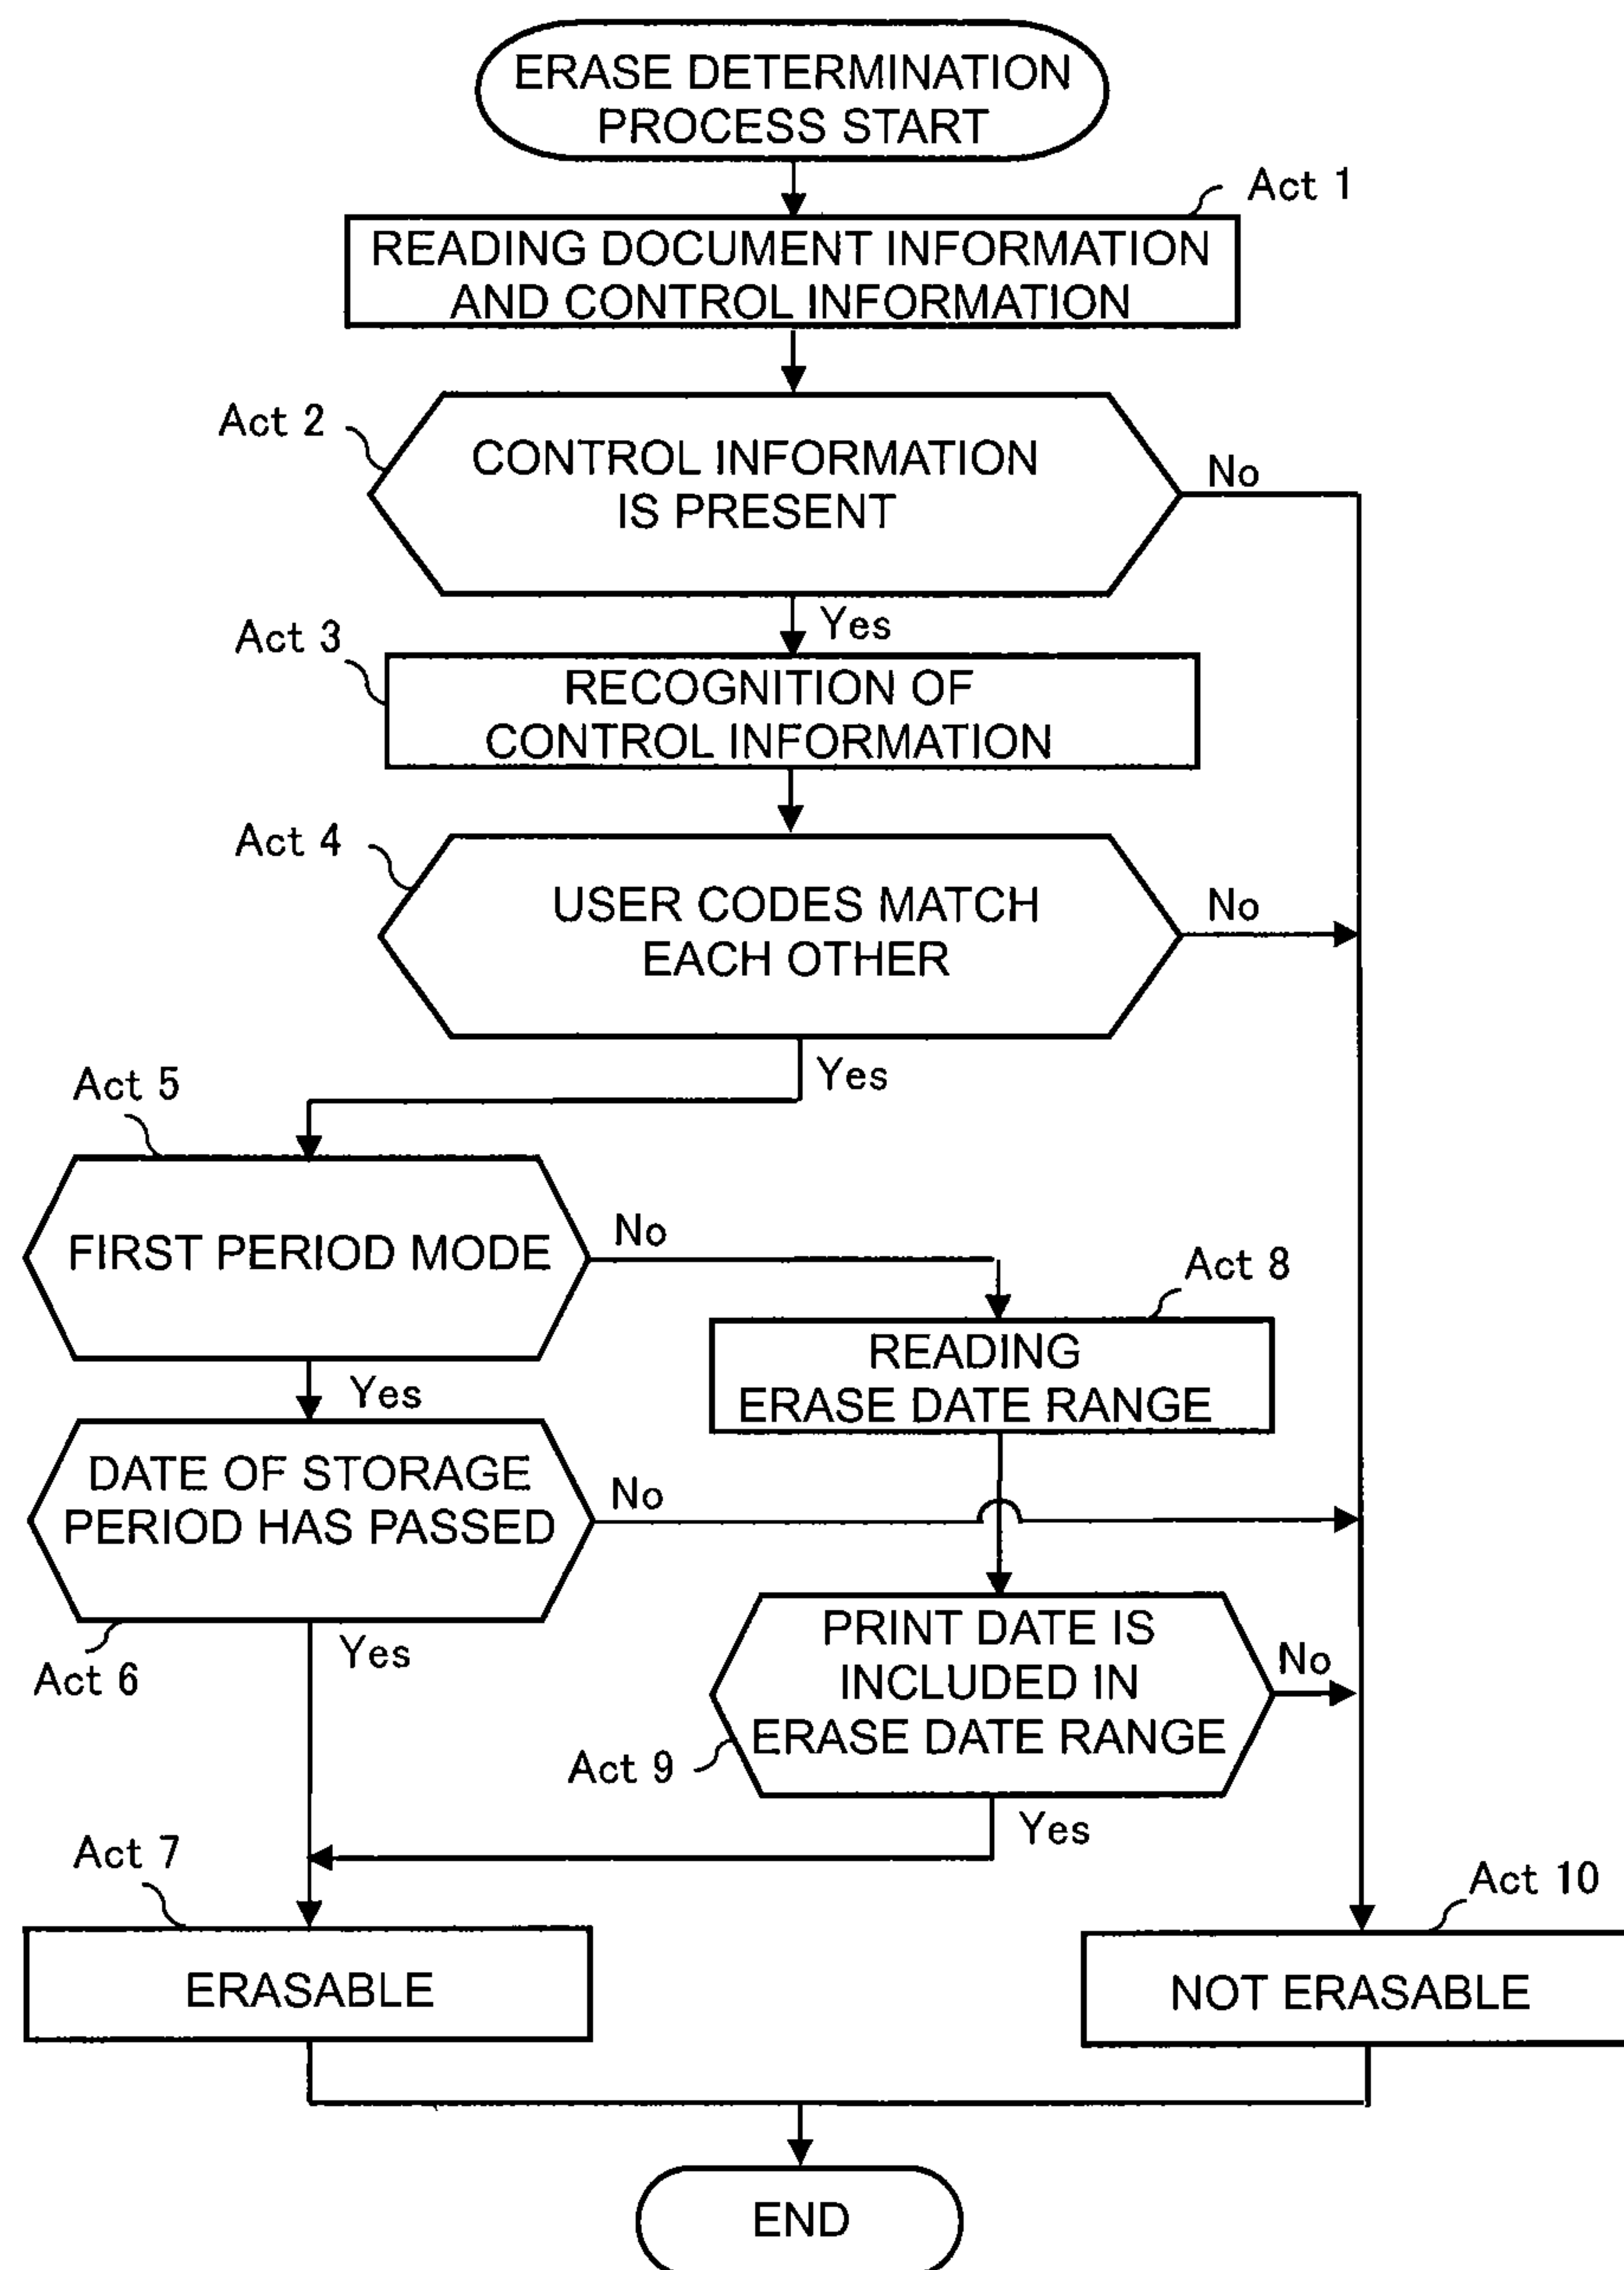 ERASE DETERMINATION
PROCESS START
Act 1
READING DOCUMENT INFORMATION
AND CONTROL INFORMATION
Act 2
CONTROL INFORMATION
IS PRESENT
No
Yes
Act 3
RECOGNITION OF
CONTROL INFORMATION
Act 4
USER CODES MATCH
EACH OTHER
No
Yes
Act 5
FIRST PERIOD MODE
No
Act 8
READING
ERASE DATE RANGE
Yes
DATE OF STORAGE
PERIOD HAS PASSED
No
Act 6
Yes
PRINT DATE IS
INCLUDED IN
ERASE DATE RANGE
No
Act 9
Yes
Act 7
ERASABLE
Act 10
NOT ERASABLE
END